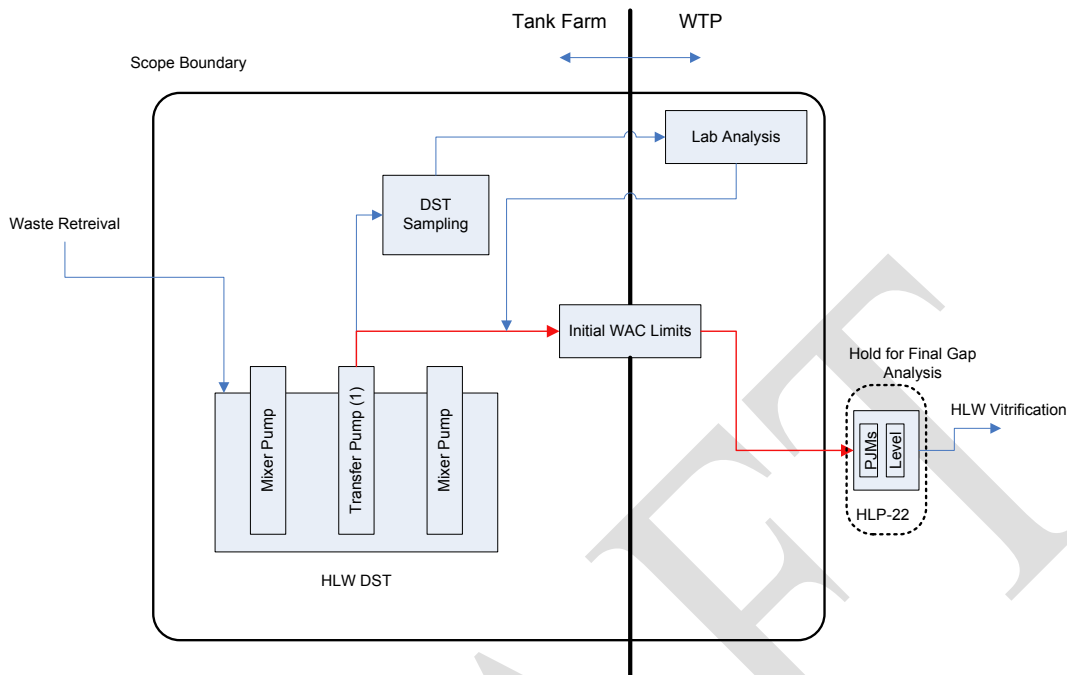 Tank Farm
WTP
Scope Boundary
Lab Analysis
DST
Sampling
Waste Retreival
Initial WAC Limits
Hold for Final Gap
Analysis
Mixer Pump
Transfer Pump (1)
Mixer Pump
PJMs
Level
HLW Vitrification
HLP-22
HLW DST